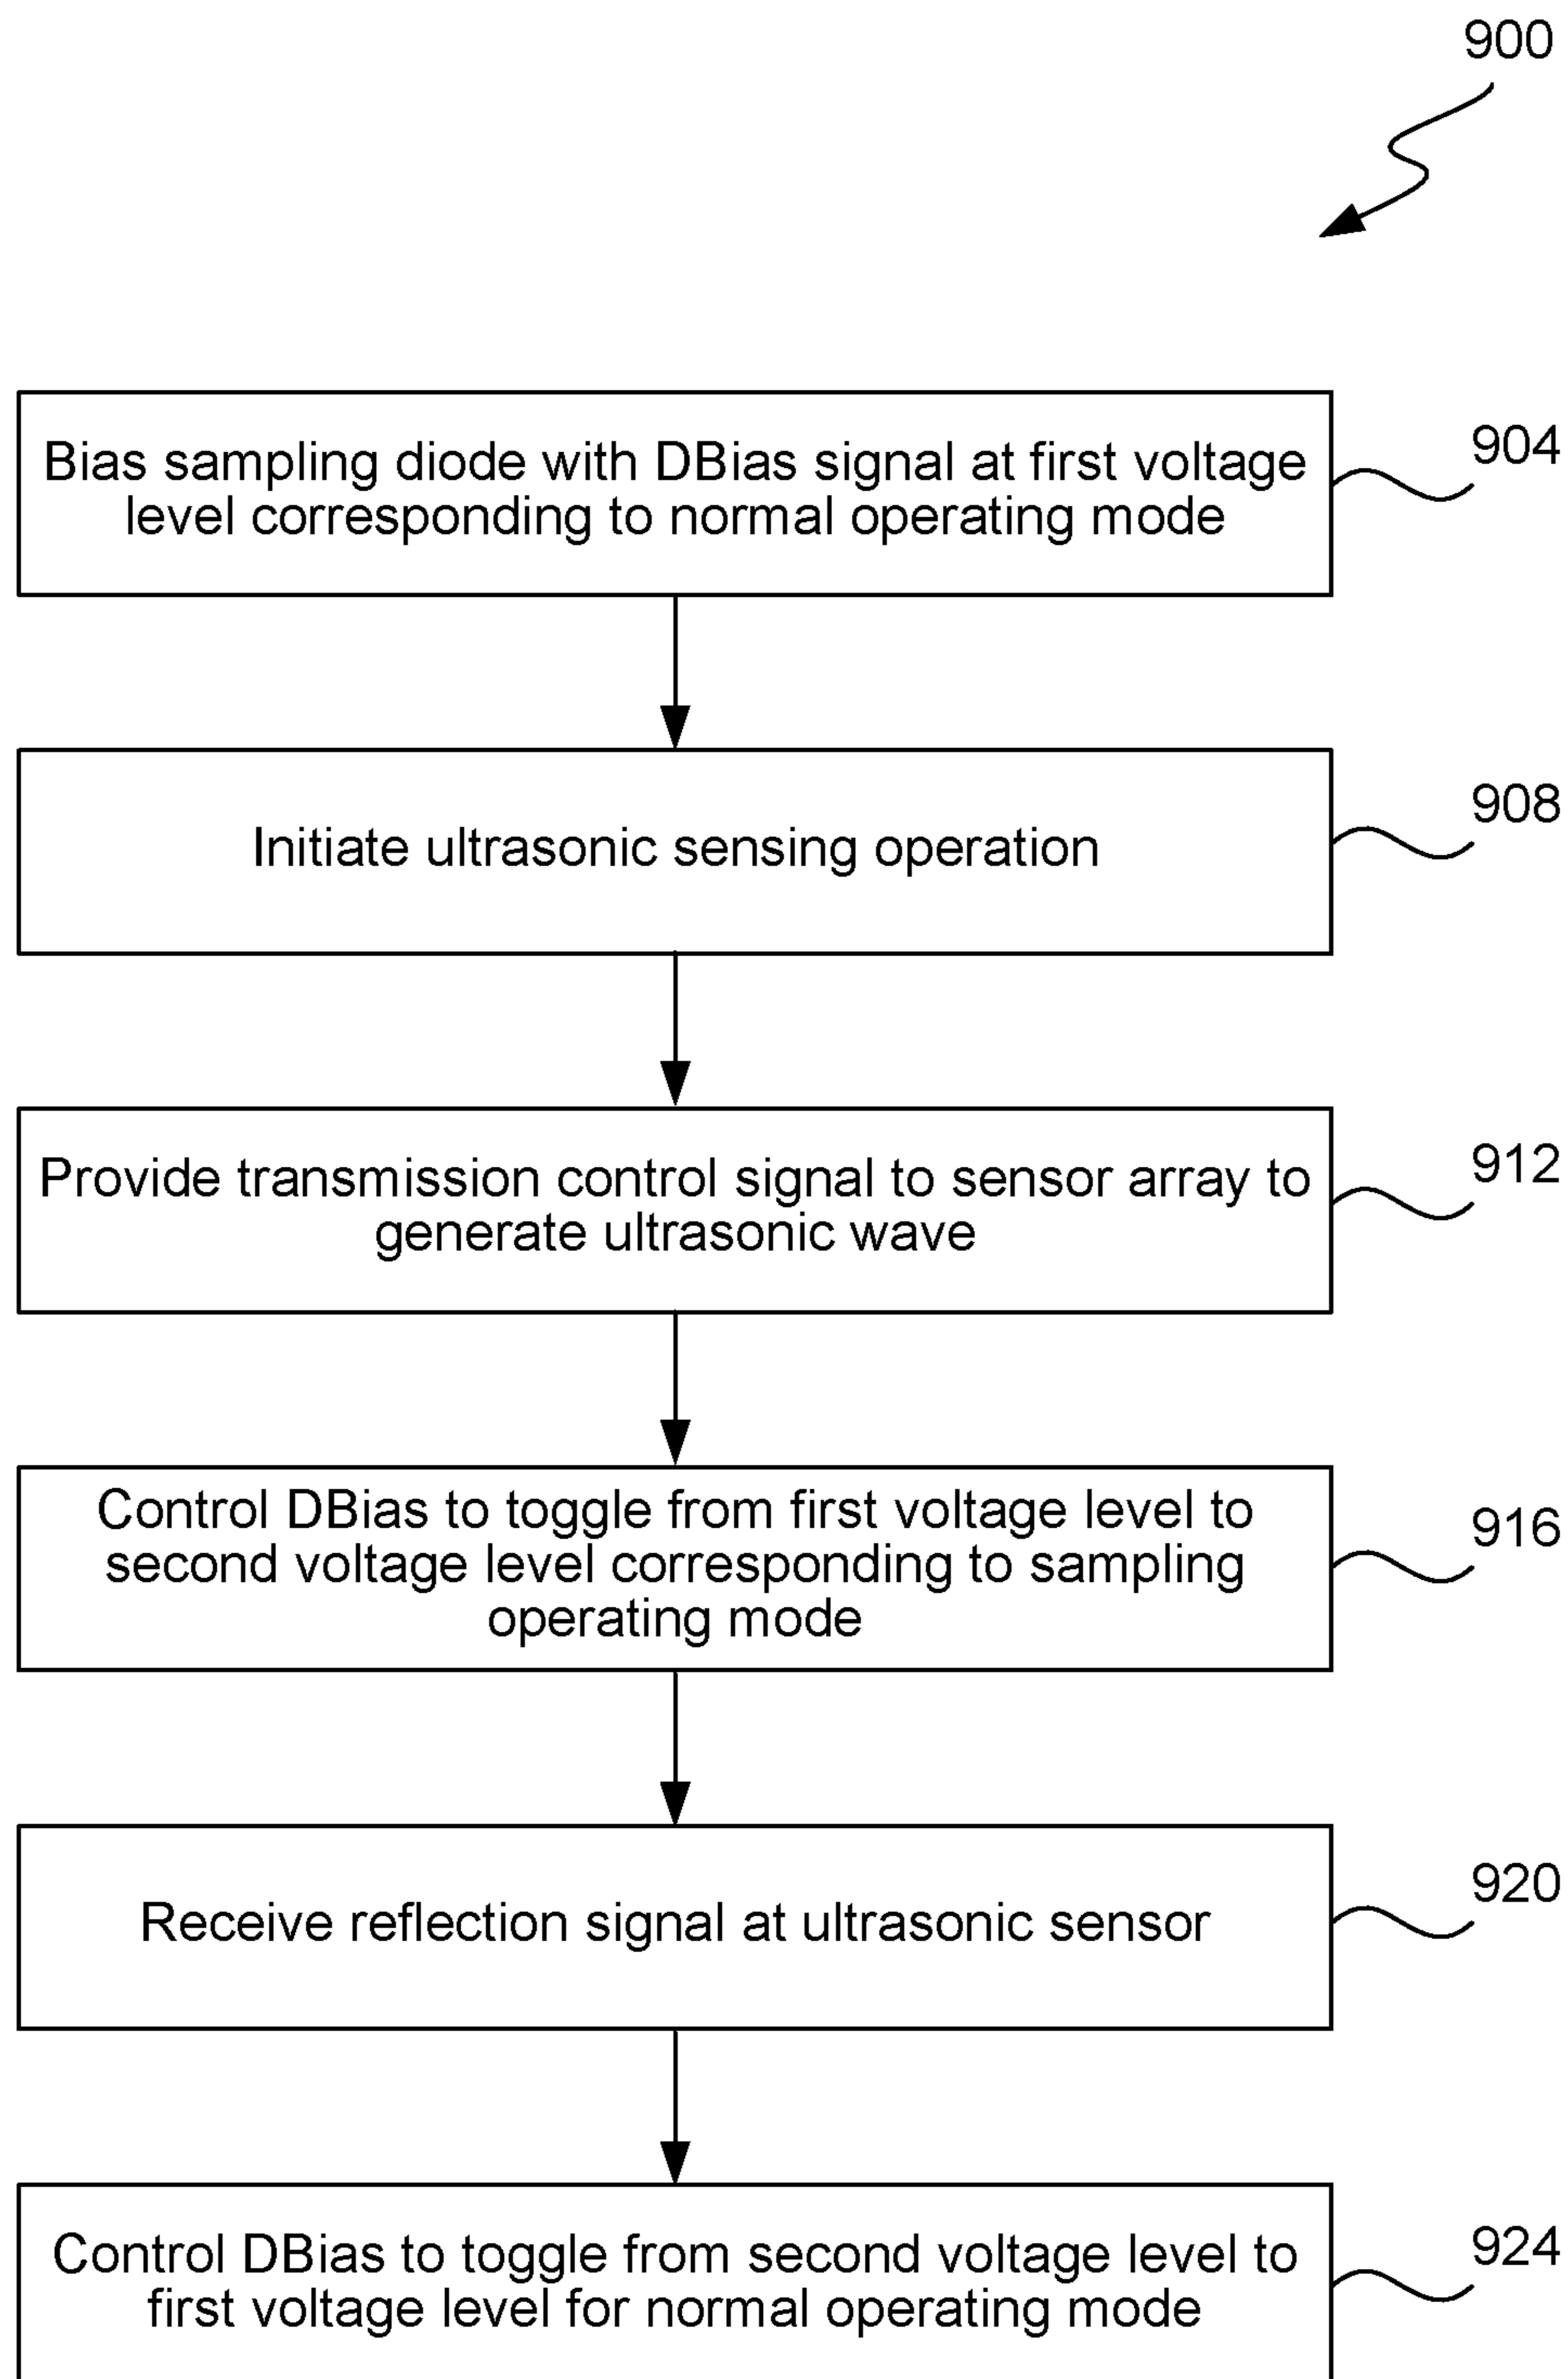 900
Bias sampling diode with DBias signal at first voltage
level corresponding to normal operating mode
904
Initiate ultrasonic sensing operation
908
Provide transmission control signal to sensor array to
generate ultrasonic wave
912
Control DBias to toggle from first voltage level to
second voltage level corresponding to sampling
operating mode
916
Receive reflection signal at ultrasonic sensor
920
Control DBias to toggle from second voltage level to
first voltage level for normal operating mode
924